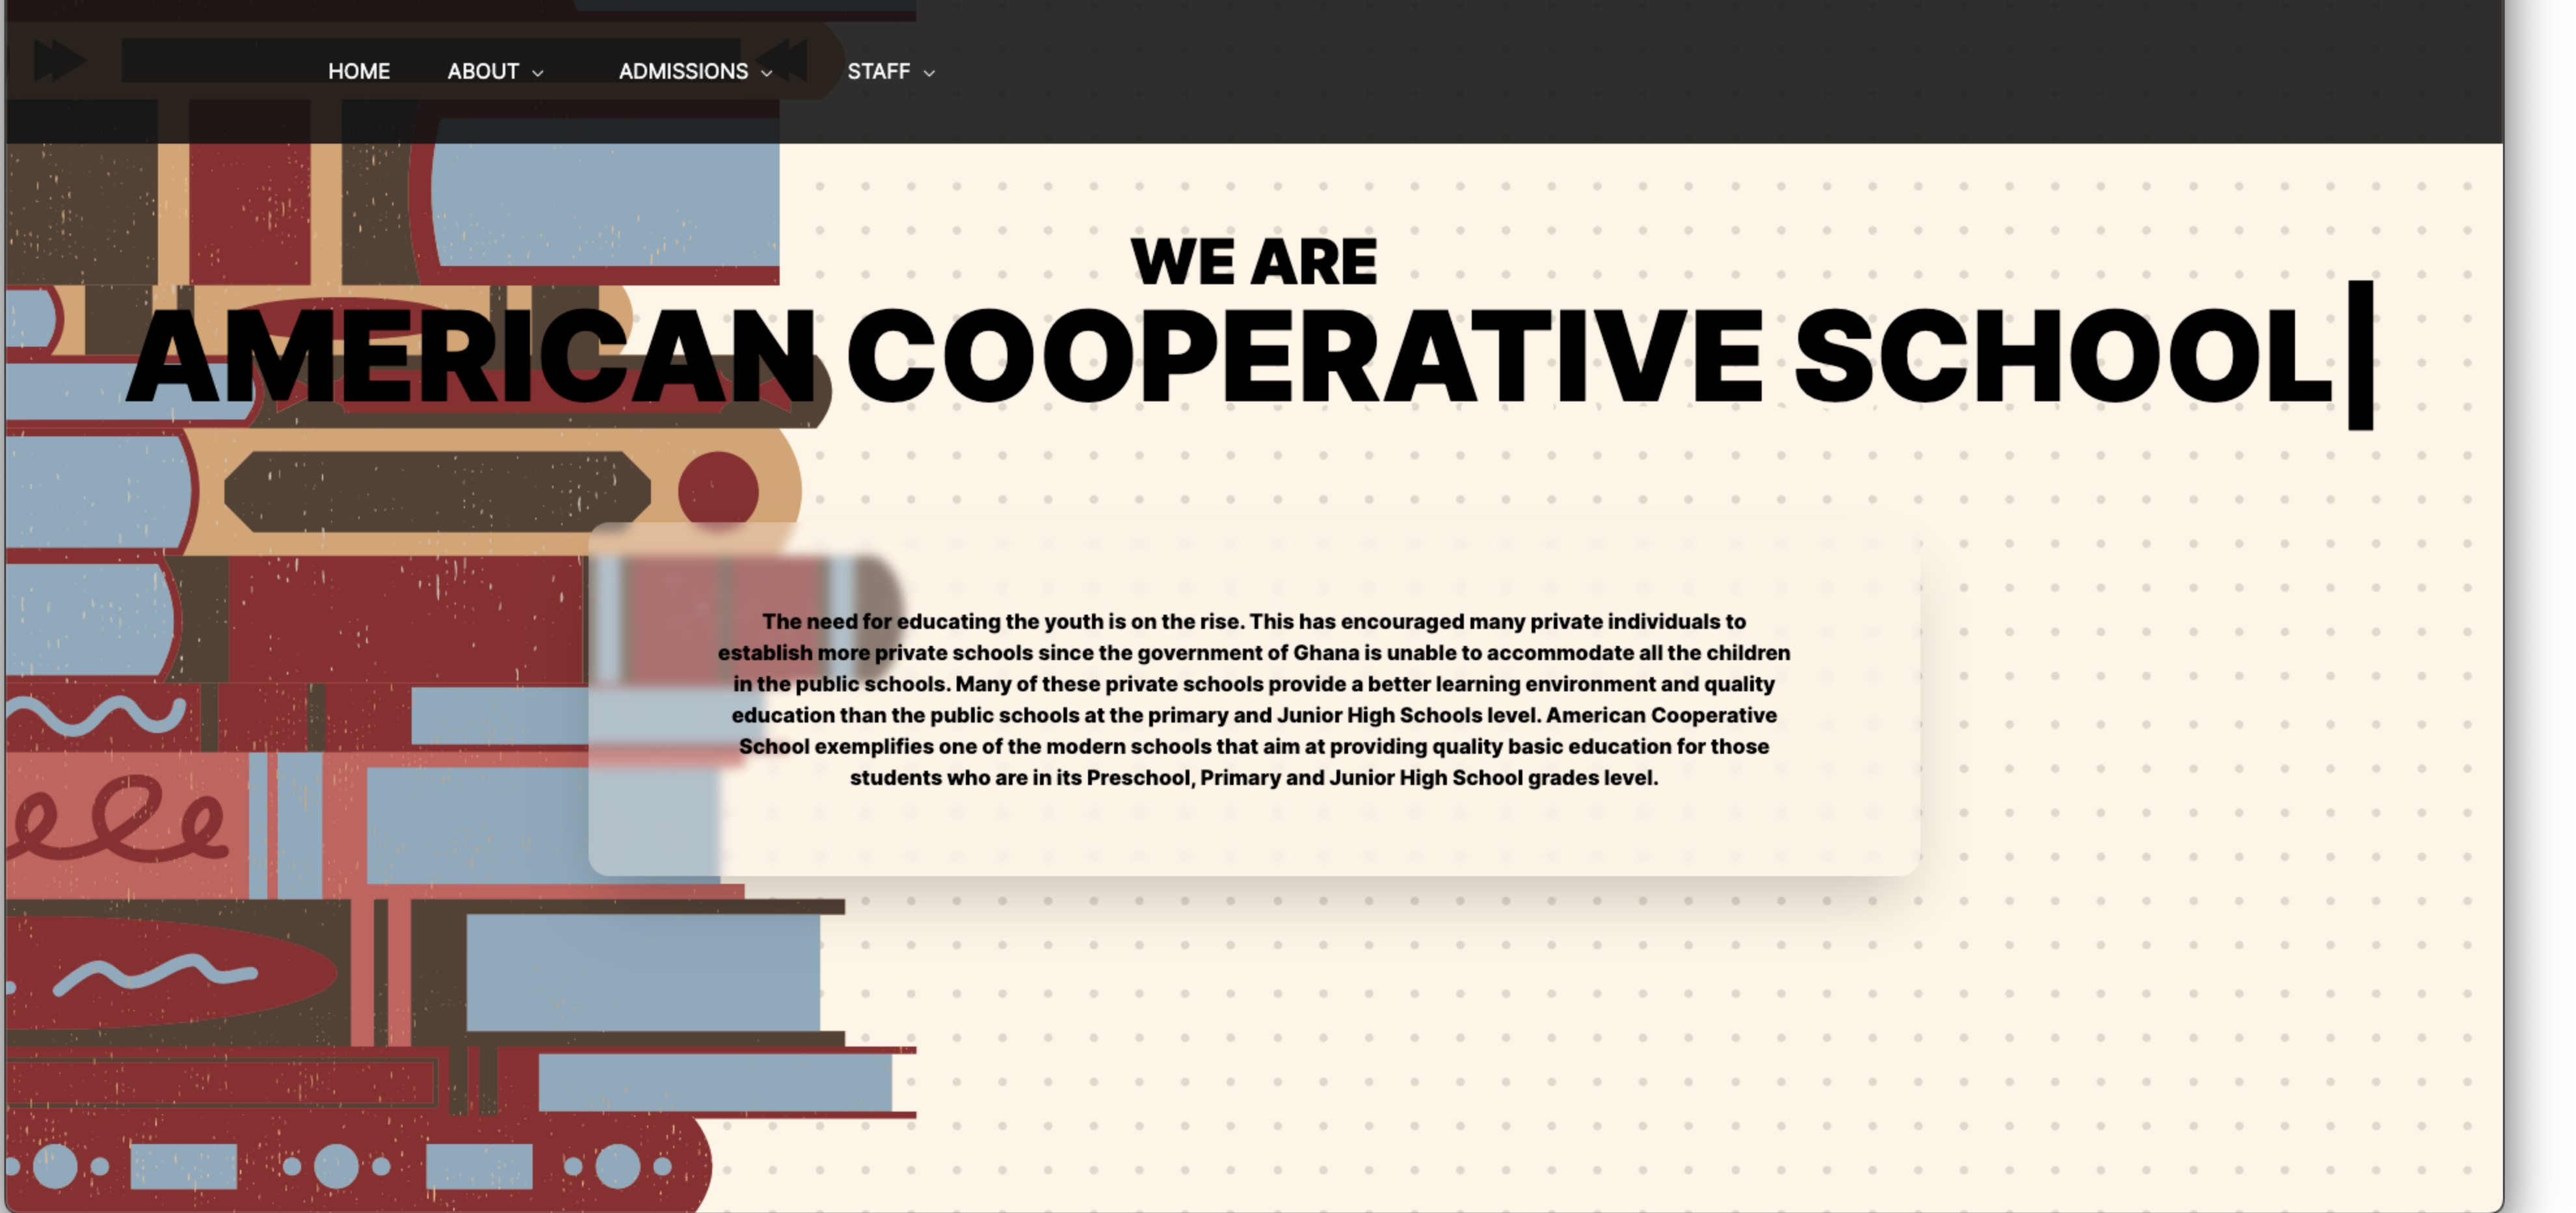 HOME ABOUT ADMISSIONS STAFF
WE ARE
AMERICAN COOPERATIVE SCHOOL
The need for educating the youth is on the rise. This has encouraged many private individuals to
establish more private schools since the government of Ghana is unable to accommodate all the children
in the public schools. Many of these private schools provide a better learning environment and quality
education than the public schools at the primary and Junior High Schools level. American Cooperative
School exemplifies one of the modern schools that aim at providing quality basic education for those
students who are in its Preschool, Primary and Junior High School grades level.